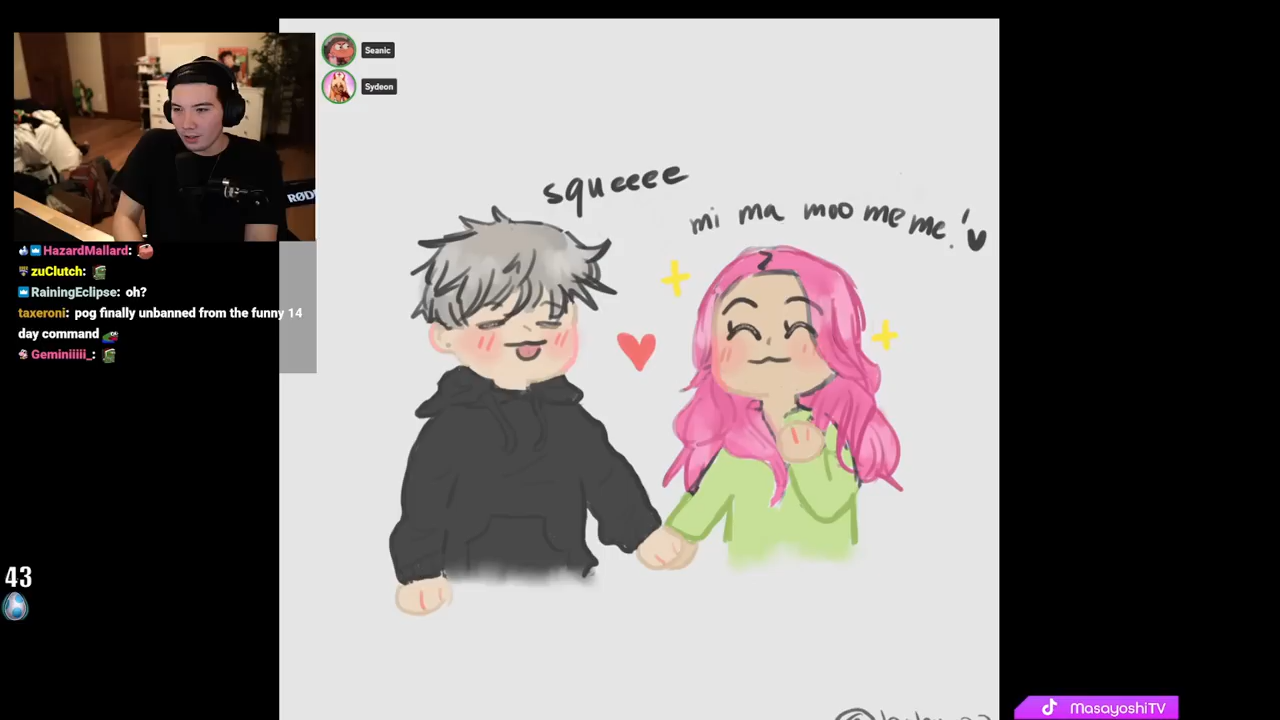 Seanic
Sydeon
RØDE
squeeee
mi ma moo me me!
HazardMallard:
zuClutch:
RainingEclipse: oh?
taxeroni: pog finally unbanned from the funny 14
day command
Geminiiiii_:
43
MasayoshiTV